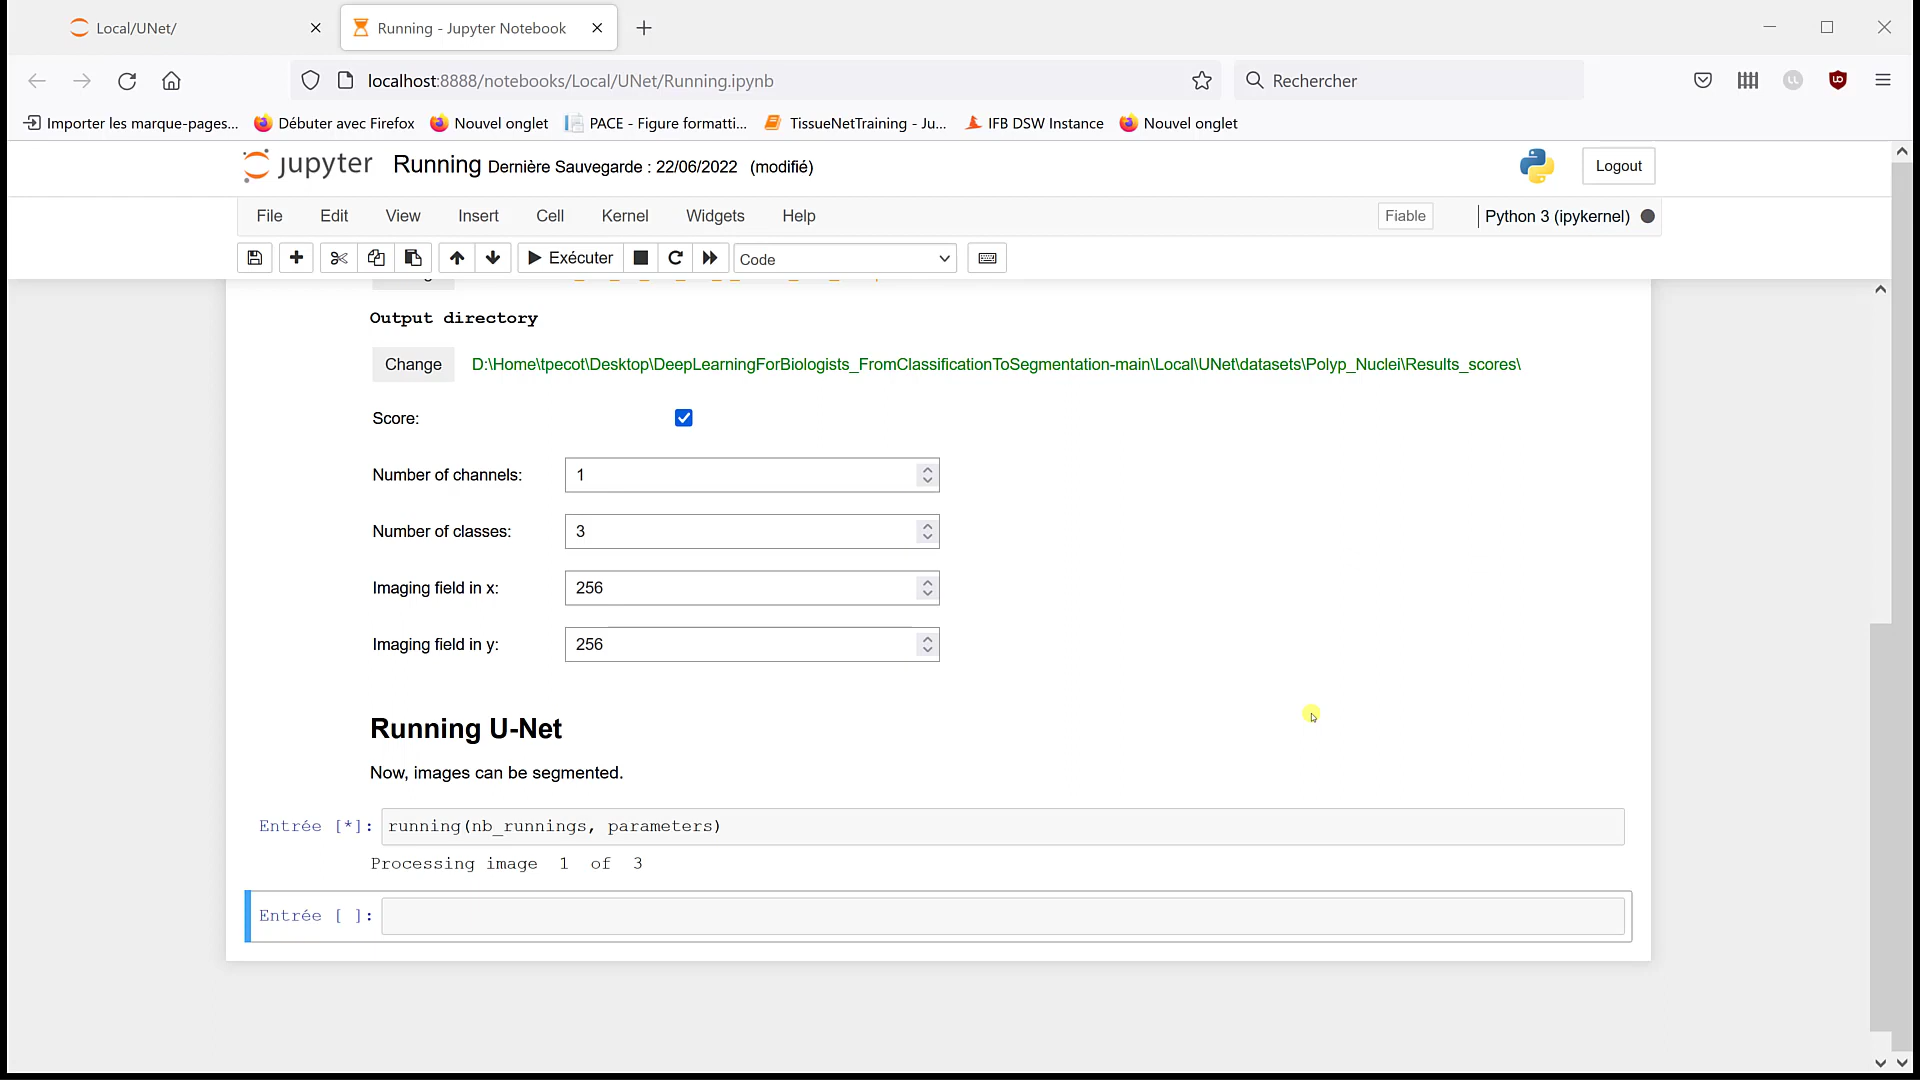 Local/UNet/
Running - Jupyter Notebook
localhost:8888/notebooks/Local/UNet/Running.ipynb
Rechercher
Importer les marque-pages...
Débuter avec Firefox
Nouvel onglet
PACE - Figure formatti...
TissueNetTraining - Ju...
IFB DSW Instance
Nouvel onglet
jupyter Running Dernière Sauvegarde : 22/06/2022 (modifié)
Logout
File Edit View Insert Cell Kernel Widgets Help
Fiable
Python 3 (ipykernel)
Exécuter
Code
Output directory
Change D:\Home\tpecot\Desktop\DeepLearningForBiologists_FromClassificationToSegmentation-main\Local\UNet\datasets\Polyp_Nuclei\Results_scores\
Score:
Number of channels: 1
Number of classes: 3
Imaging field in x: 256
Imaging field in y: 256
Running U-Net
Now, images can be segmented.
Entrée [*]: running(nb_runnings, parameters)
Processing image 1 of 3
Entrée [ ]: